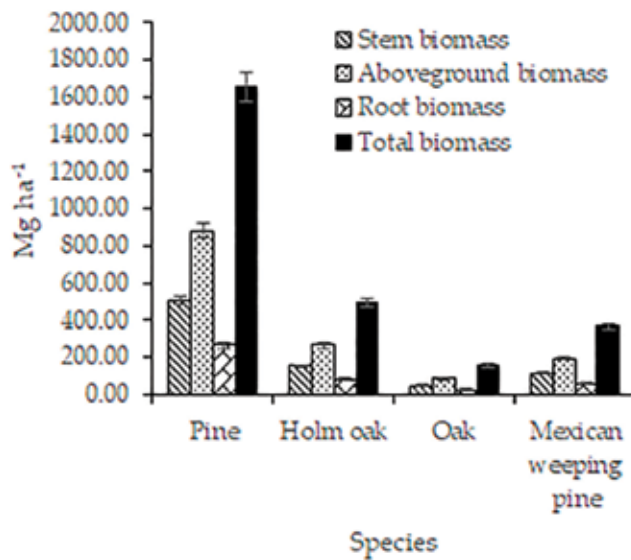 2000.00
1800.00
1600.00
1400.00
1200.00
1000.00
800.00
600.00
400.00
200.00
0.00
Mg ha⁻¹
Stem biomass
Aboveground biomass
Root biomass
Total biomass
Pine
Holm oak
Oak
Mexican
weeping
pine
Species